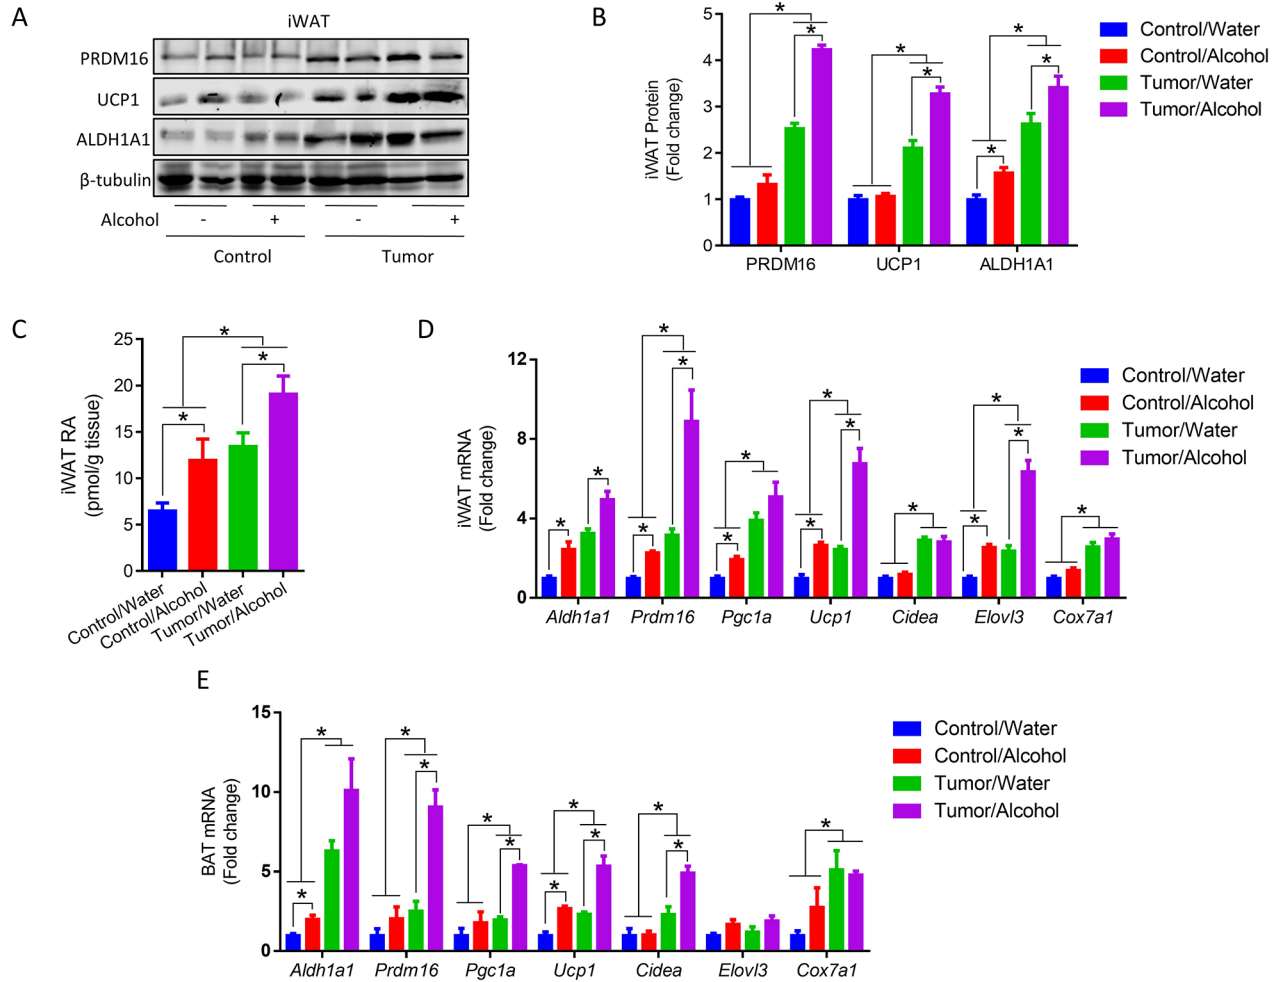 A
iWAT
PRDM16
UCP1
ALDH1A1
β-tubulin
Alcohol - + - +
Control Tumor
B
iWAT Protein
(Fold change)
5
4
3
2
1
0
* * * * * * *
PRDM16 UCP1 ALDH1A1
Control/Water
Control/Alcohol
Tumor/Water
Tumor/Alcohol
C
iWAT RA
(pmol/g tissue)
25
20
15
10
5
0
* * *
Control/Water
Control/Alcohol
Tumor/Water
Tumor/Alcohol
D
iWAT mRNA
(Fold change)
12
8
4
0
* * * * * * * * * * * * * * *
Aldh1a1 Prdm16 Pgc1a Ucp1 Cidea Elovl3 Cox7a1
Control/Water
Control/Alcohol
Tumor/Water
Tumor/Alcohol
E
BAT mRNA
(Fold change)
15
10
5
0
* * * * * * * * * * * *
Aldh1a1 Prdm16 Pgc1a Ucp1 Cidea Elovl3 Cox7a1
Control/Water
Control/Alcohol
Tumor/Water
Tumor/Alcohol